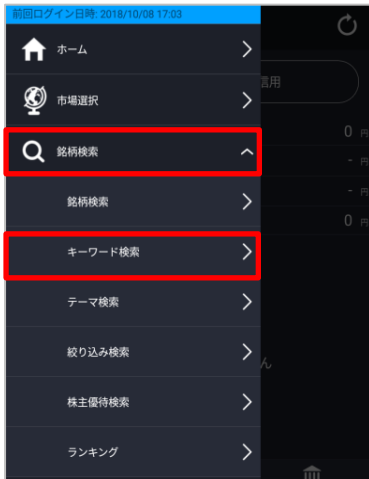 前回ログイン日時: 2018/10/08 17:03
ホーム
市場選択
信用
銘柄検索
0 円
- 円
銘柄検索
- 円
0 円
キーワード検索
テーマ検索
絞り込み検索
ん
株主優待検索
ランキング